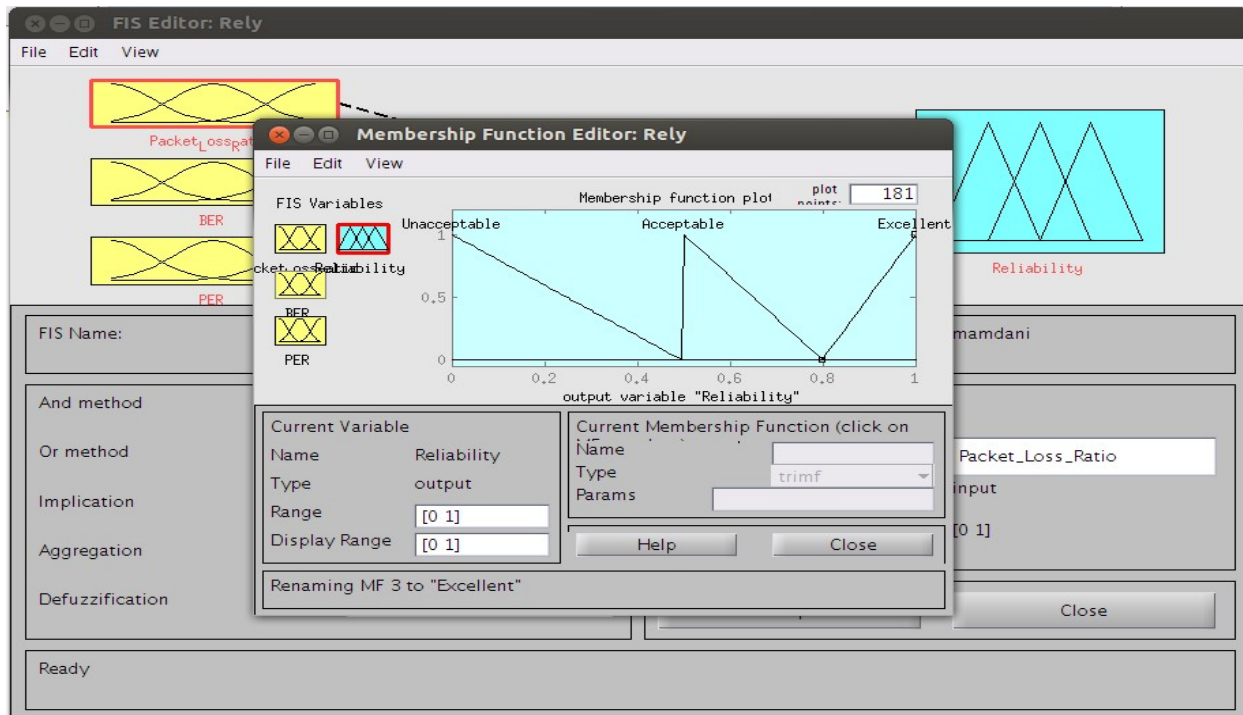 FIS Editor: Rely
File Edit View
BER
PER
Reliability
FIS Name:
mamdani
And method
Or method
Implication
Aggregation
Defuzzification
Packet_Loss_Ratio
input
[0 1]
Close
Ready
Membership Function Editor: Rely
File Edit View
FIS Variables
Membership function plot
plot
points:
181
Reliability
BER
PER
Unacceptable Acceptable Excellent
1
0.5
0
0 0.2 0.4 0.6 0.8 1
output variable "Reliability"
Current Variable
Name Reliability
Type output
Range [0 1]
Display Range [0 1]
Current Membership Function (click on
Name
Type trimf
Params
Help Close
Renaming MF 3 to "Excellent"